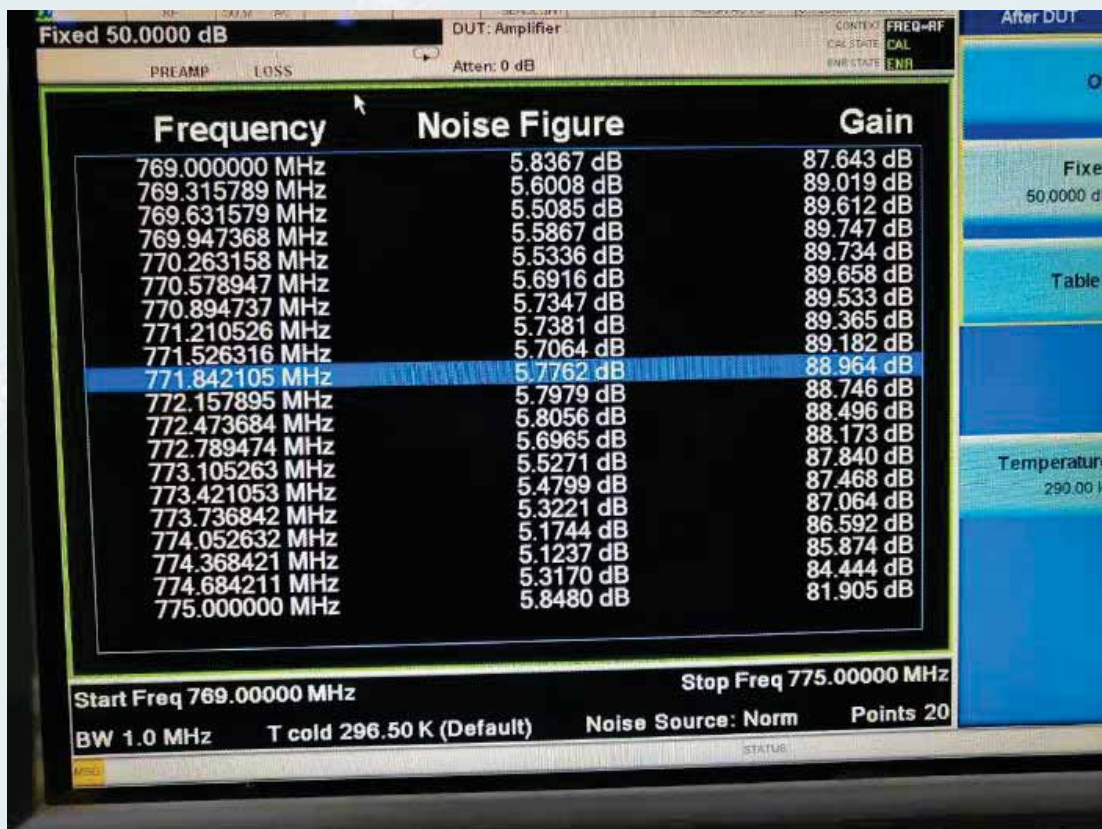 Fixed 50.0000 dB
DUT: Amplifier
CONTEXT FREQ=RF
CAL STATE CAL
ENR STATE ENR
PREAMP LOSS
Atten: 0 dB
After DUT
Frequency Noise Figure Gain
769.000000 MHz 5.8367 dB 87.643 dB
769.315789 MHz 5.6008 dB 89.019 dB
769.631579 MHz 5.5085 dB 89.612 dB
769.947368 MHz 5.5867 dB 89.747 dB
770.263158 MHz 5.5336 dB 89.734 dB
770.578947 MHz 5.6916 dB 89.658 dB
770.894737 MHz 5.7347 dB 89.533 dB
771.210526 MHz 5.7381 dB 89.365 dB
771.526316 MHz 5.7064 dB 89.182 dB
771.842105 MHz 5.7762 dB 88.964 dB
772.157895 MHz 5.7979 dB 88.746 dB
772.473684 MHz 5.8056 dB 88.496 dB
772.789474 MHz 5.6965 dB 88.173 dB
773.105263 MHz 5.5271 dB 87.840 dB
773.421053 MHz 5.4799 dB 87.468 dB
773.736842 MHz 5.3221 dB 87.064 dB
774.052632 MHz 5.1744 dB 86.592 dB
774.368421 MHz 5.1237 dB 85.874 dB
774.684211 MHz 5.3170 dB 84.444 dB
775.000000 MHz 5.8480 dB 81.905 dB
Fixe
50.0000 d
Table
Temperatur
290.00
Start Freq 769.00000 MHz Stop Freq 775.00000 MHz
BW 1.0 MHz T cold 296.50 K (Default) Noise Source: Norm Points 20
MSG STATUS